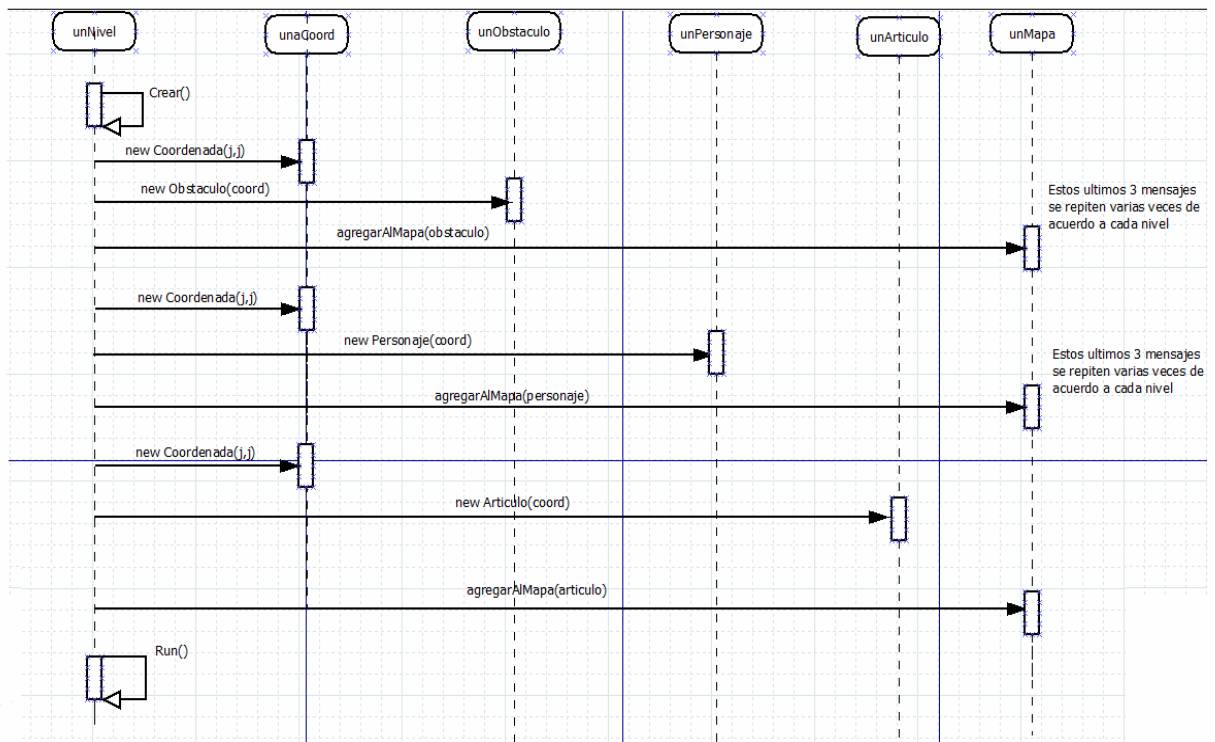 unNivel
unaCoord
unObstaculo
unPersonaje
unArticulo
unMapa
Crear()
new Coordenada(j,j)
new Obstaculo(coord)
Estos ultimos 3 mensajes
se repiten varias veces de
acuerdo a cada nivel
agregarAlMapa(obstaculo)
new Coordenada(j,j)
new Personaje(coord)
Estos ultimos 3 mensajes
se repiten varias veces de
acuerdo a cada nivel
agregarAlMapa(personaje)
new Coordenada(j,j)
new Articulo(coord)
agregarAlMapa(articulo)
Run()